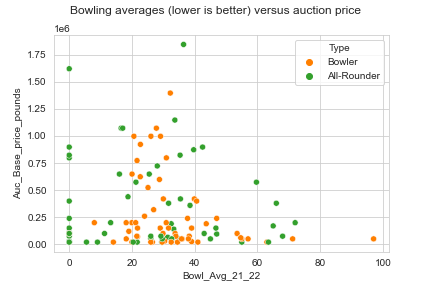 Bowling averages (lower is better) versus auction price
1e6
Type
Bowler
All-Rounder
1.75
1.50
1.25
1.00
0.75
0.50
0.25
0.00
Auc_Base_price_pounds
0 20 40 60 80 100
Bowl_Avg_21_22